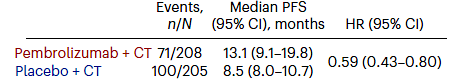 Events, Median PFS
n/N (95% CI), months HR (95% CI)
Pembrolizumab + CT 71/208 13.1 (9.1–19.8) 0.59 (0.43–0.80)
Placebo + CT 100/205 8.5 (8.0–10.7)